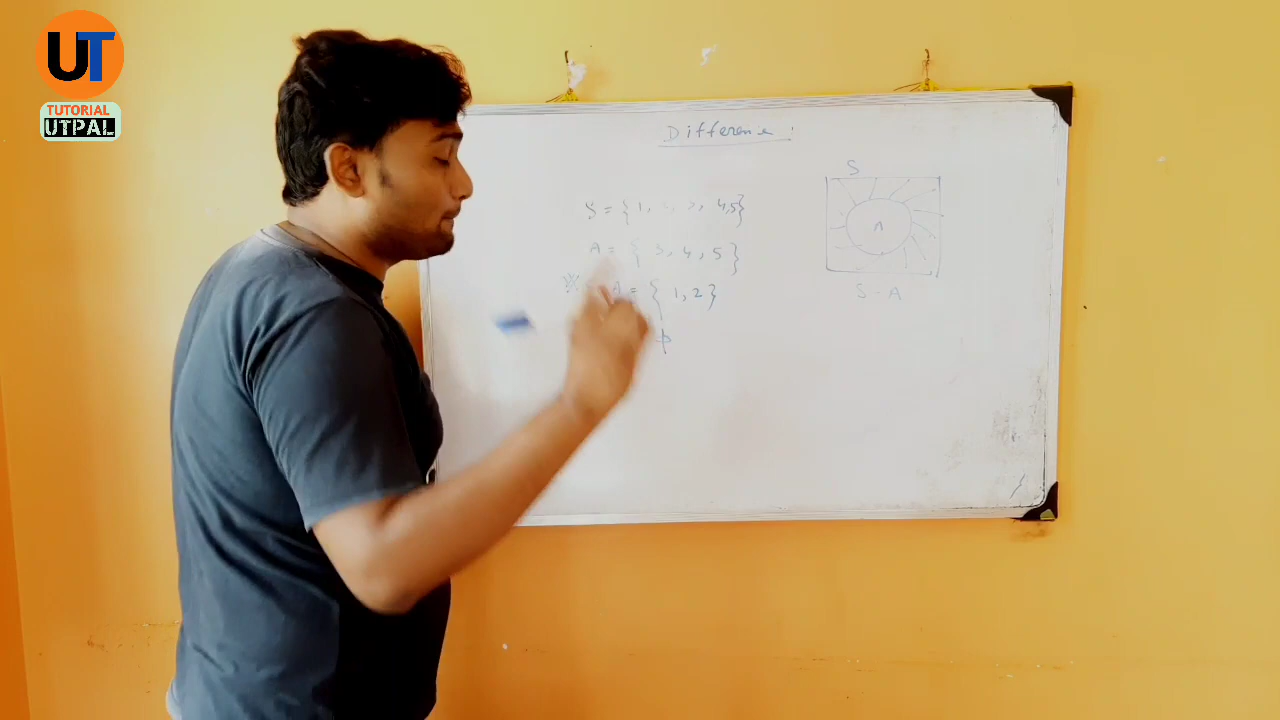 UT
TUTORIAL
UTPAL
Difference :
S
S = {1, 2, 3, 4,5}
A = { 3, 4, 5 }
A
A = { 1, 2 }
S - A
ϕ